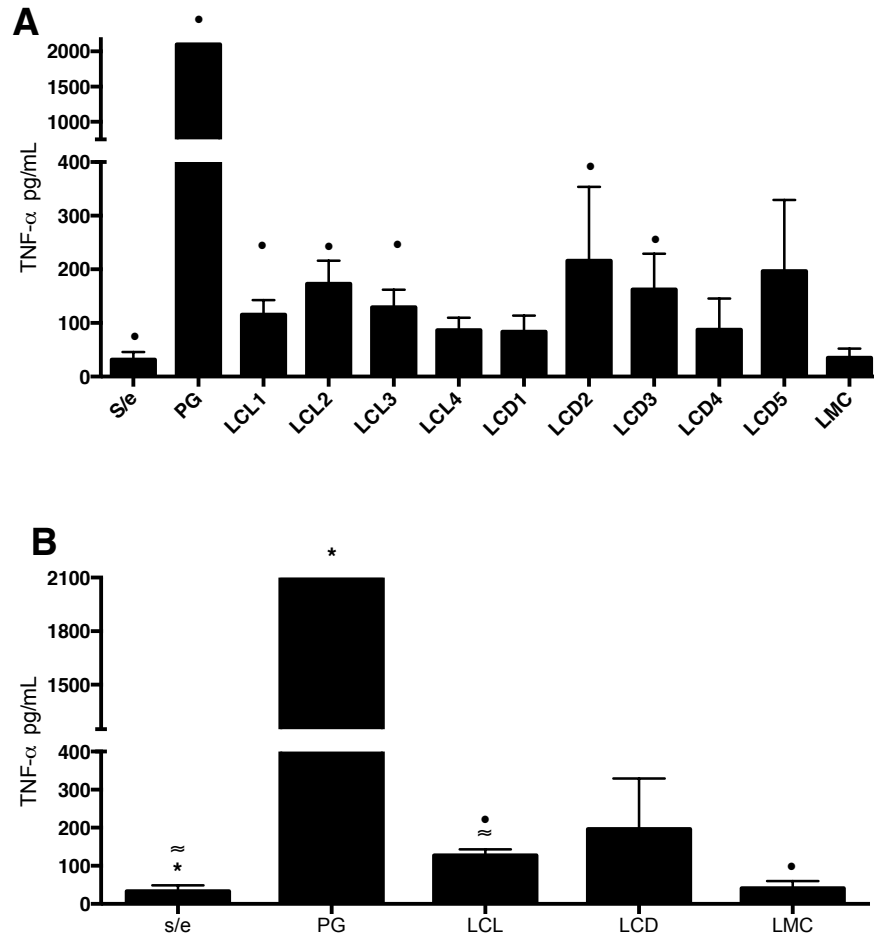 A
TNF-α pg/mL
2000
1500
1000
400
300
200
100
0
S/e
PG
LCL1
LCL2
LCL3
LCL4
LCD1
LCD2
LCD3
LCD4
LCD5
LMC
B
TNF-α pg/mL
2100
1800
1500
400
300
200
100
0
*
≈
*
≈
s/e
PG
LCL
LCD
LMC